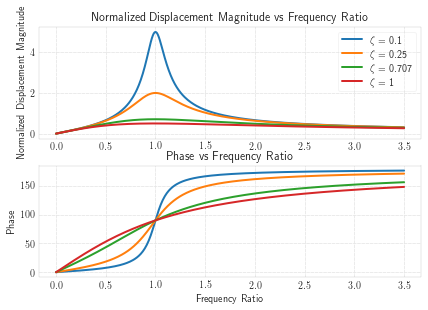 Normalized Displacement Magnitude vs Frequency Ratio
Normalized Displacement Magnitude
4
2
0
ζ = 0.1
ζ = 0.25
ζ = 0.707
ζ = 1
0.0 0.5 1.0 1.5 2.0 2.5 3.0 3.5
Phase vs Frequency Ratio
Phase
150
100
50
0
0.0 0.5 1.0 1.5 2.0 2.5 3.0 3.5
Frequency Ratio